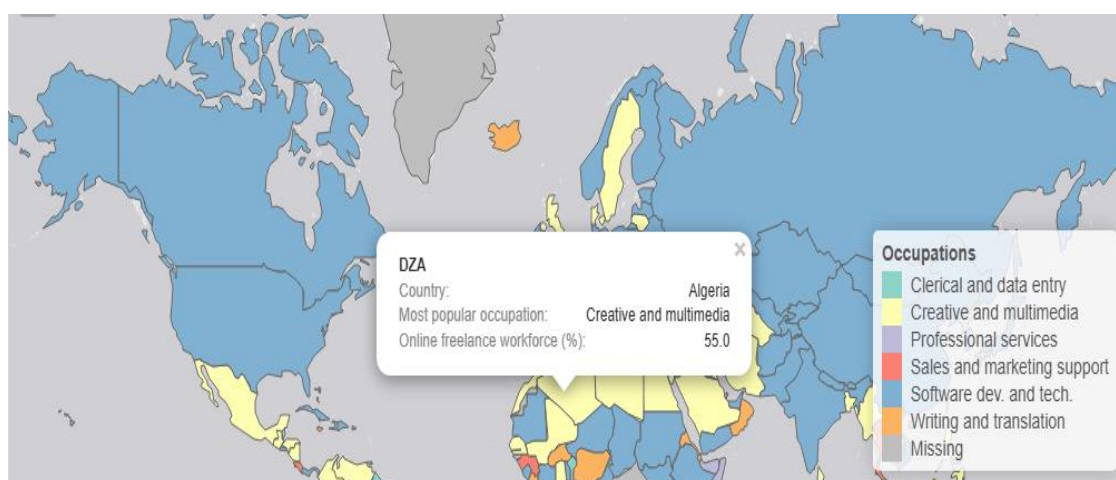 DZA
×
Country: Algeria
Most popular occupation: Creative and multimedia
Online freelance workforce (%): 55.0
Occupations
Clerical and data entry
Creative and multimedia
Professional services
Sales and marketing support
Software dev. and tech.
Writing and translation
Missing